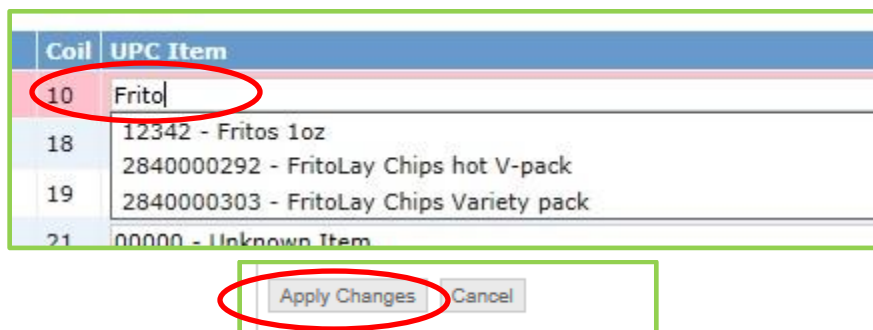 Coil UPC Item
10 Frito
18 12342 - Fritos 1oz
2840000292 - FritoLay Chips hot V-pack
19 2840000303 - FritoLay Chips Variety pack
21 00000 - Unknown Item
Apply Changes Cancel